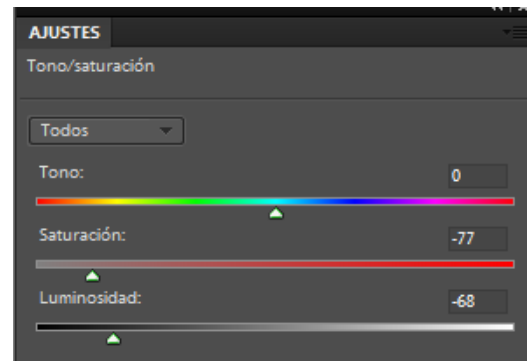 AJUSTES
Tono/saturación
Todos
Tono: 0
Saturación: -77
Luminosidad: -68